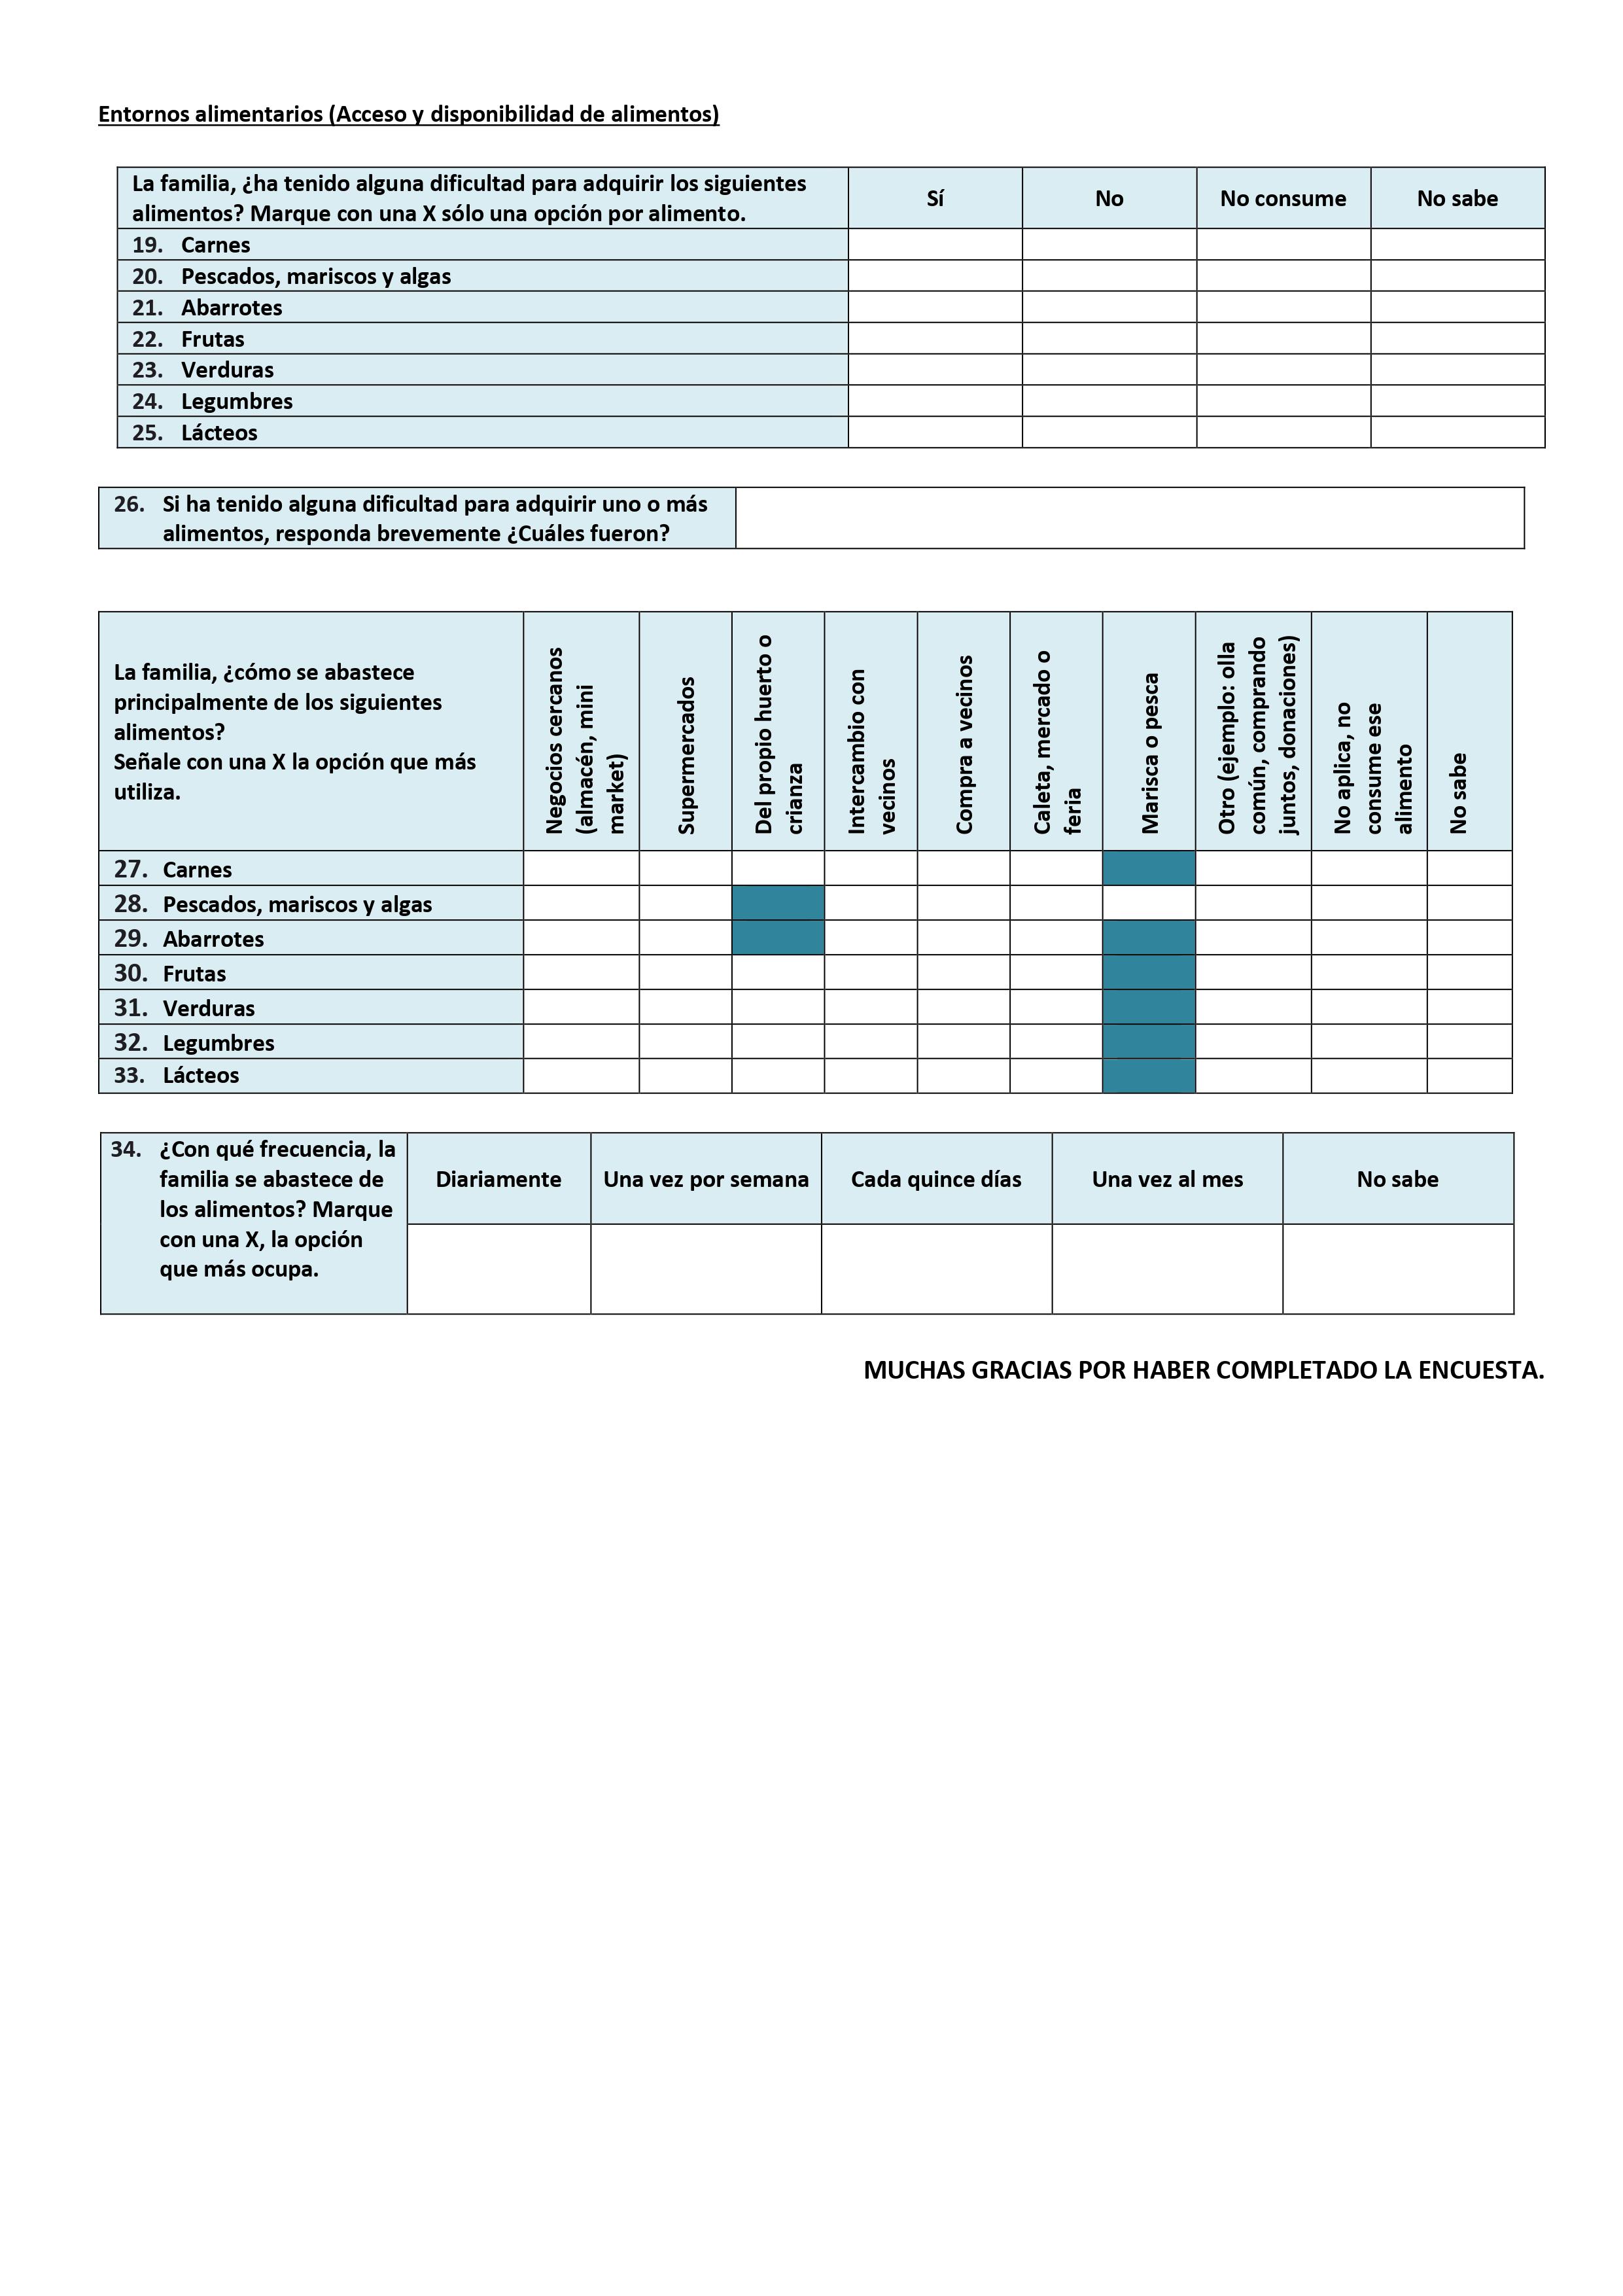 Entornos alimentarios (Acceso y disponibilidad de alimentos)
La familia, ¿ha tenido alguna dificultad para adquirir los siguientes
alimentos? Marque con una X sólo una opción por alimento.
Sí
No
No consume
No sabe
19. Carnes
20. Pescados, mariscos y algas
21. Abarrotes
22. Frutas
23. Verduras
24. Legumbres
25. Lácteos
26. Si ha tenido alguna dificultad para adquirir uno o más
alimentos, responda brevemente ¿Cuáles fueron?
La familia, ¿cómo se abastece
principalmente de los siguientes
alimentos?
Señale con una X la opción que más
utiliza.
Negocios cercanos
(almacén, mini
market)
Supermercados
Del propio huerto o
crianza
Intercambio con
vecinos
Compra a vecinos
Caleta, mercado o
feria
Marisca o pesca
Otro (ejemplo: olla
común, comprando
juntos, donaciones)
No aplica, no
consume ese
alimento
No sabe
27. Carnes
28. Pescados, mariscos y algas
29. Abarrotes
30. Frutas
31. Verduras
32. Legumbres
33. Lácteos
34. ¿Con qué frecuencia, la
familia se abastece de
los alimentos? Marque
con una X, la opción
que más ocupa.
Diariamente
Una vez por semana
Cada quince días
Una vez al mes
No sabe
MUCHAS GRACIAS POR HABER COMPLETADO LA ENCUESTA.